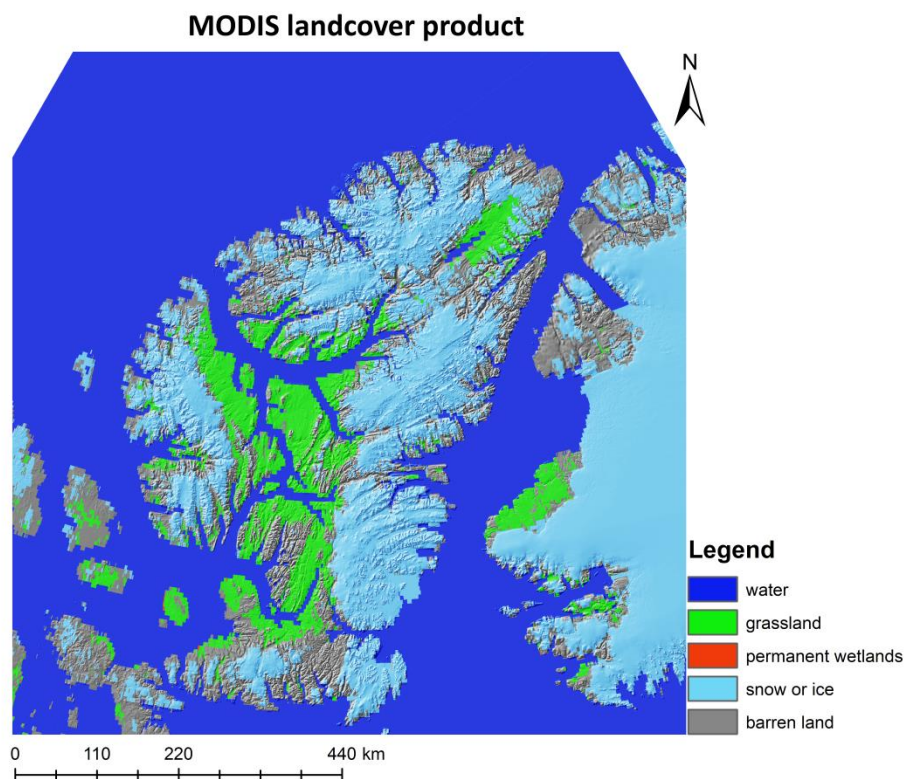 MODIS landcover product
N
Legend
water
grassland
permanent wetlands
snow or ice
barren land
0 110 220 440 km